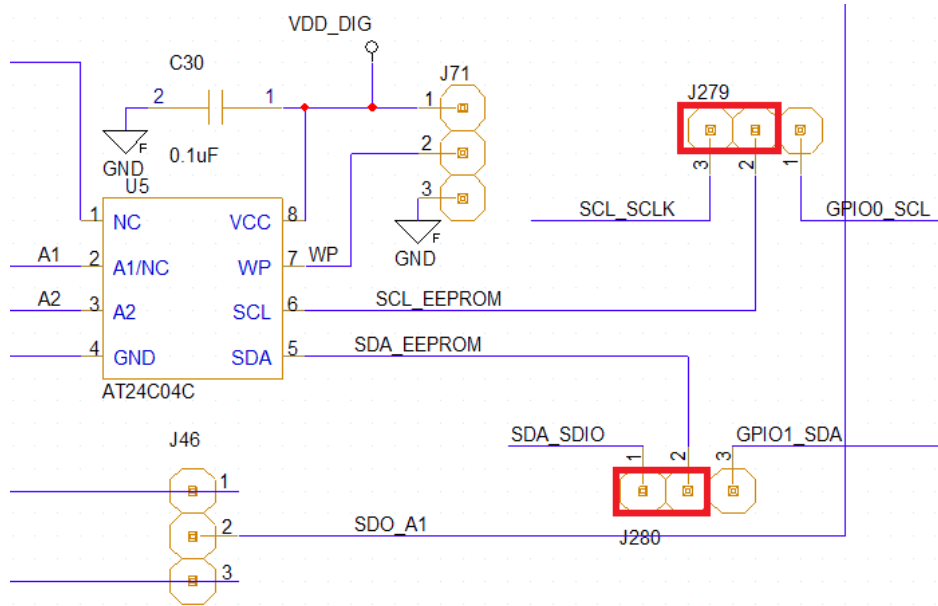 VDD_DIG
C30
2
1
J71
1
F
GND
0.1uF
2
3
F
GND
J279
3
2
1
SCL_SCLK
GPIO0_SCL
U5
1
NC
VCC
8
A1
2
A1/NC
WP
7
WP
A2
3
A2
SCL
6
SCL_EEPROM
4
GND
SDA
5
SDA_EEPROM
AT24C04C
SDA_SDIO
GPIO1_SDA
1
2
3
J280
J46
1
2
SDO_A1
3